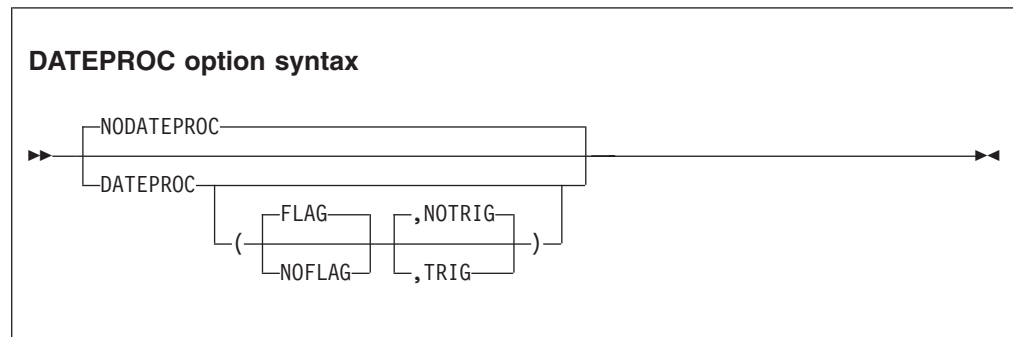 DATEPROC option syntax
NODATEPROC
DATEPROC
FLAG ,NOTRIG
( )
NOFLAG ,TRIG